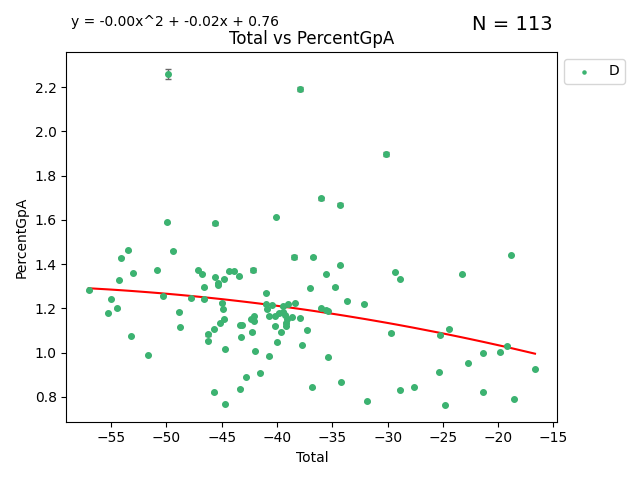 y = -0.00x^2 + -0.02x + 0.76
N = 113
Total vs PercentGpA
D
PercentGpA
2.2
2.0
1.8
1.6
1.4
1.2
1.0
0.8
−55 −50 −45 −40 −35 −30 −25 −20 −15
Total